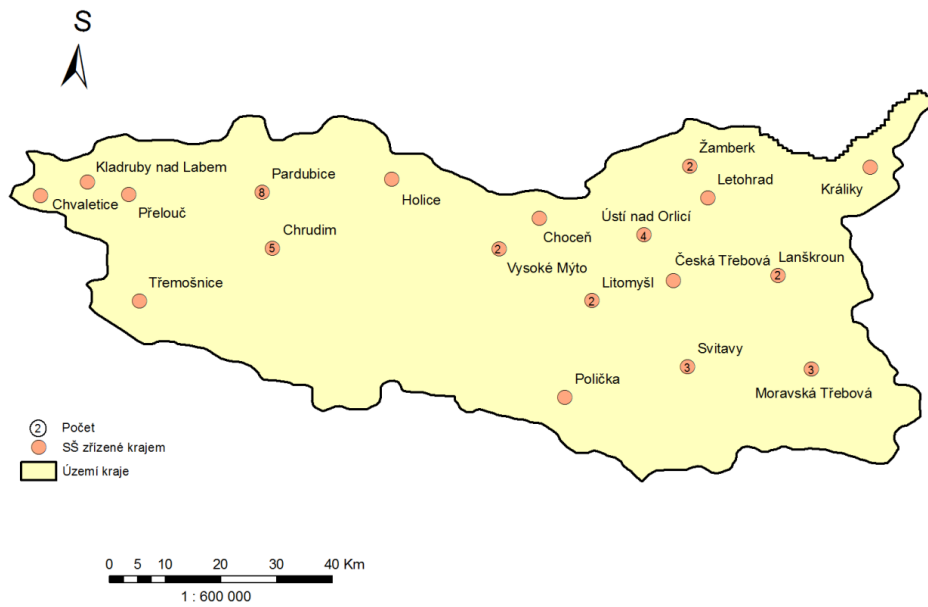 S
Žamberk
2
Kladruby nad Labem
Pardubice
8
Letohrad
Králiky
Holice
Chvaletice
Přelouč
Chrudim
5
Choceň
Ústí nad Orlicí
4
2
Vysoké Mýto
Česká Třebová
Lanškroun
2
Třemošnice
Litomyšl
2
Svitavy
3
3
Moravská Třebová
Polička
2 Počet
SŠ zřízené krajem
Území kraje
0 5 10 20 30 40 Km
1 : 600 000